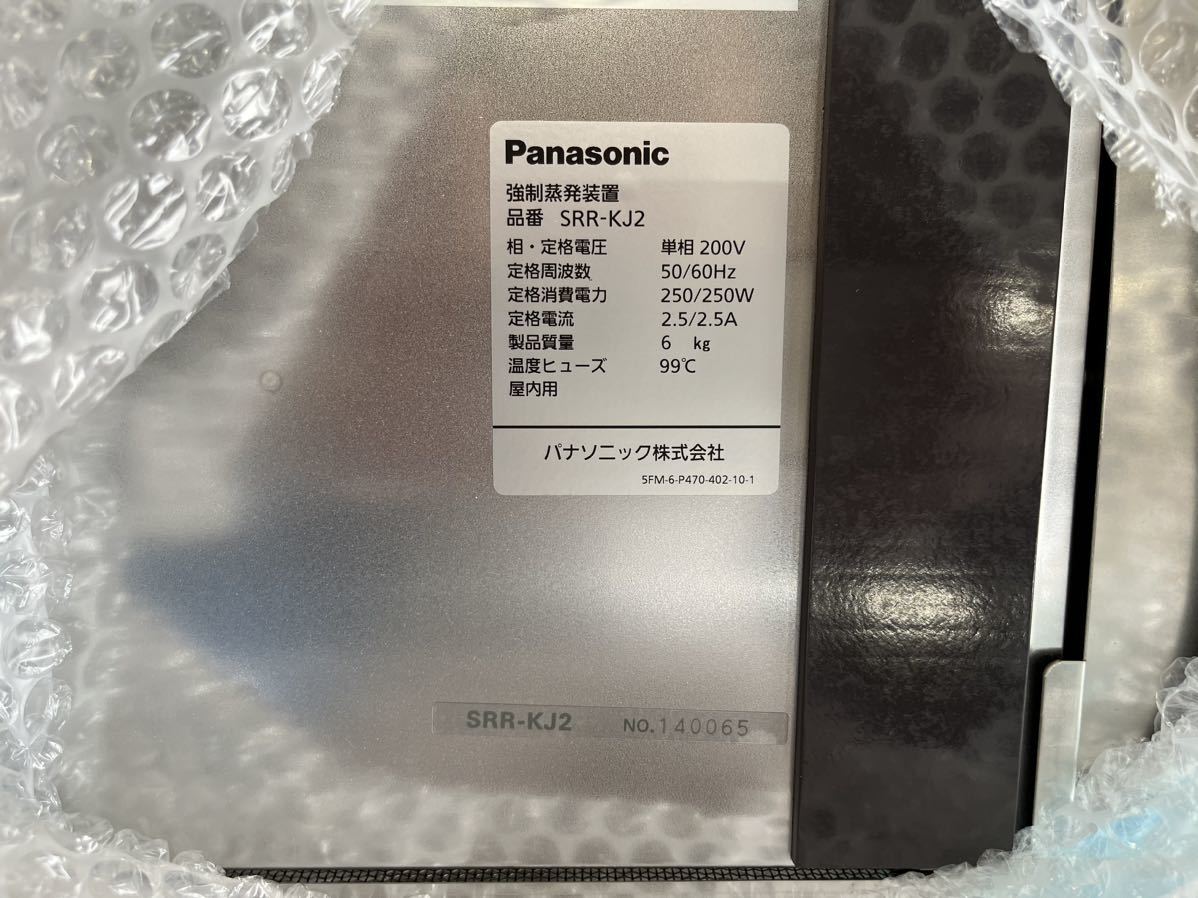 Panasonic
強制蒸発装置
品番 SRR-KJ2
相・定格電圧 単相 200V
定格周波数 50/60Hz
定格消費電力 250/250W
定格電流 2.5/2.5A
製品質量 6 kg
温度ヒューズ 99℃
屋内用
パナソニック株式会社
5FM-6-P470-402-10-1
SRR-KJ2 NO.140065